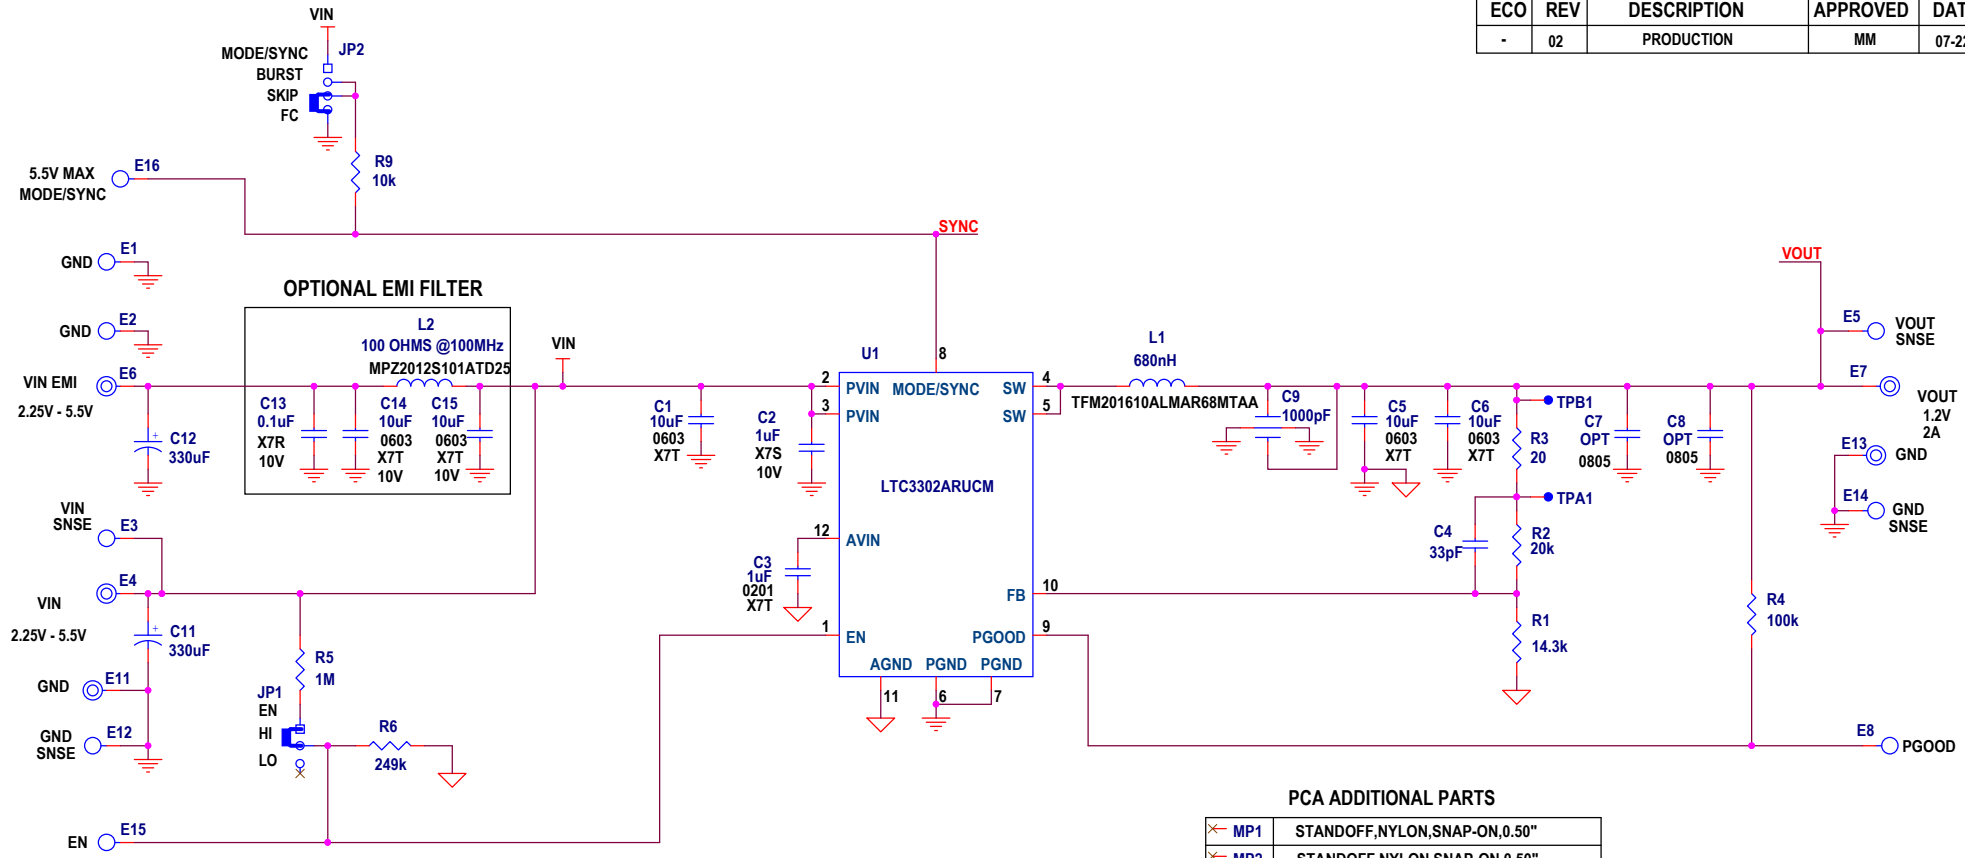 ECO REV DESCRIPTION APPROVED
- 02 PRODUCTION MM
VIN
JP2
MODE/SYNC
BURST
SKIP
FC
R9
10k
E16
5.5V MAX
MODE/SYNC
SYNC
E1
GND
E2
GND
OPTIONAL EMI FILTER
L2
100 OHMS @100MHz
MPZ2012S101ATD25
E6
VIN EMI
2.25V - 5.5V
C12
330uF
C13
0.1uF
X7R
10V
C14
10uF
0603
X7T
10V
C15
10uF
0603
X7T
10V
VIN
C1
10uF
0603
X7T
C2
1uF
X7S
10V
U1
LTC3302ARUCM
8
MODE/SYNC
2
PVIN
3
PVIN
12
AVIN
1
EN
4
SW
5
SW
10
FB
9
PGOOD
AGND PGND PGND
11
6
7
C3
1uF
0201
X7T
L1
680nH
TFM201610ALMAR68MTAA
C9
1000pF
C5
10uF
0603
X7T
C6
10uF
0603
X7T
TPB1
R3
20
TPA1
C4
33pF
R2
20k
R1
14.3k
C7
OPT
0805
C8
OPT
0805
R4
100k
VOUT
E5
VOUT
SNSE
E7
VOUT
1.2V
2A
E13
GND
E14
GND
SNSE
E8
PGOOD
VIN
SNSE
E3
E4
VIN
2.25V - 5.5V
C11
330uF
E11
GND
E12
GND
SNSE
R5
1M
JP1
EN
HI
LO
R6
249k
E15
EN
PCA ADDITIONAL PARTS
MP1 STANDOFF,NYLON,SNAP-ON,0.50"
MP2 STANDOFF,NYLON,SNAP-ON,0.50"